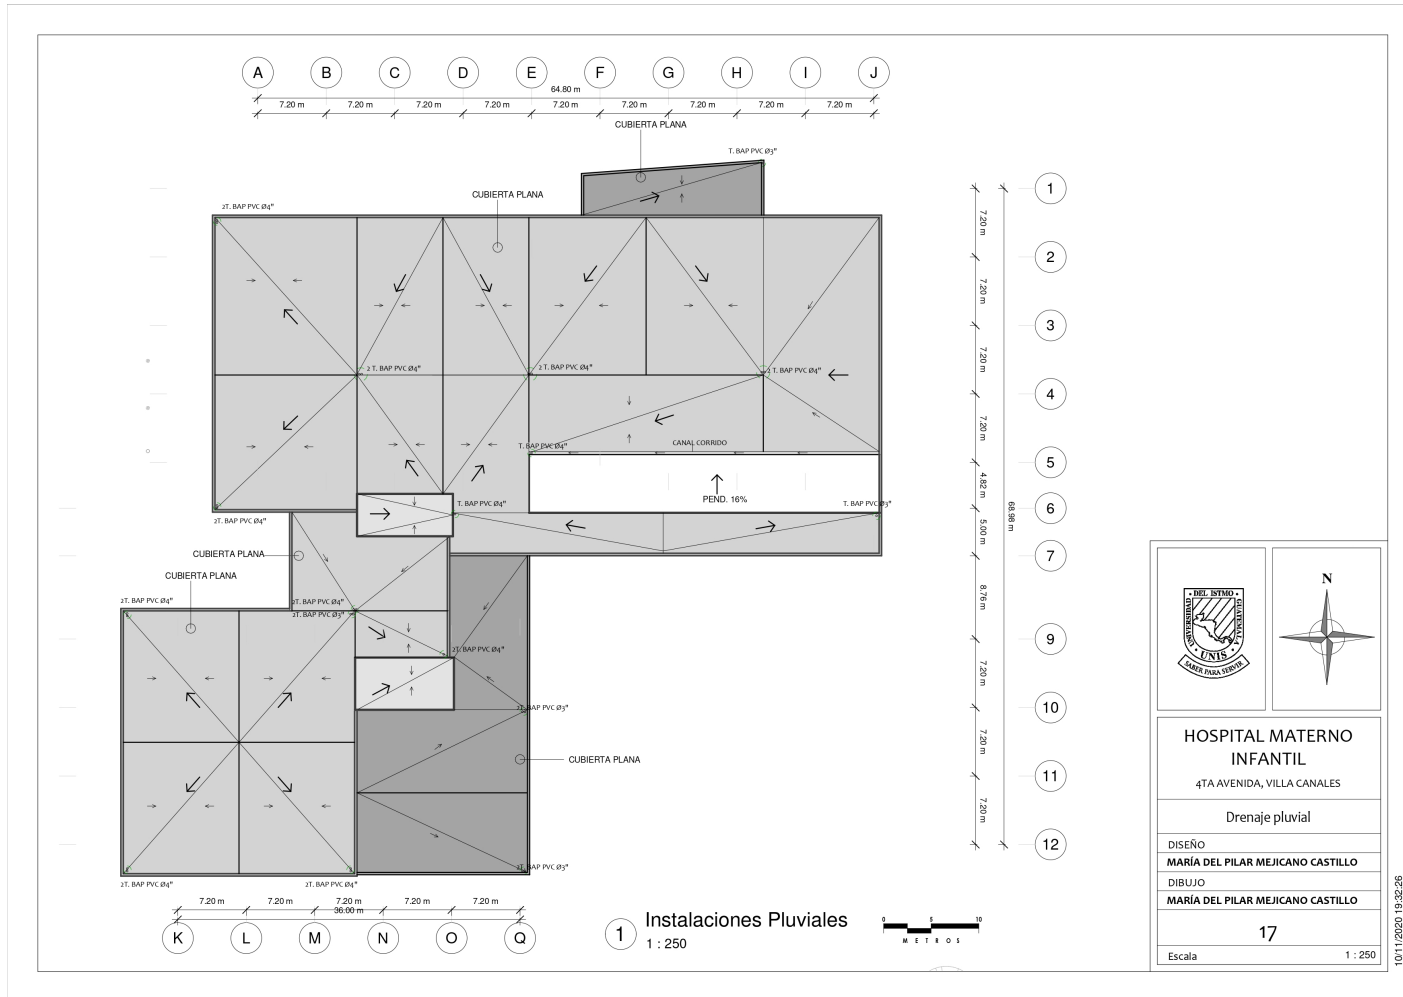 A B C D E F G H I J
64.80 m
7.20 m 7.20 m 7.20 m 7.20 m 7.20 m 7.20 m 7.20 m 7.20 m 7.20 m
CUBIERTA PLANA
T. BAP PVC Ø3"
CUBIERTA PLANA
2T. BAP PVC Ø4"
2 T. BAP PVC Ø4"
2 T. BAP PVC Ø4"
T. BAP PVC Ø4"
T. BAP PVC Ø4"
CANAL CORRIDO
PEND. 16%
T. BAP PVC Ø4"
T. BAP PVC Ø3"
2T. BAP PVC Ø4"
CUBIERTA PLANA
CUBIERTA PLANA
2T. BAP PVC Ø4"
2T. BAP PVC Ø4"
2T. BAP PVC Ø3"
2T. BAP PVC Ø4"
2T. BAP PVC Ø3"
CUBIERTA PLANA
2T. BAP PVC Ø3"
2T. BAP PVC Ø4"
2T. BAP PVC Ø4"
1
7.20 m
2
7.20 m
3
7.20 m
4
7.20 m
5
4.82 m
6
5.00 m
7
8.76 m
9
7.20 m
10
7.20 m
11
7.20 m
12
68.98 m
7.20 m 7.20 m 7.20 m 7.20 m 7.20 m
36.00 m
K L M N O Q
1
Instalaciones Pluviales
1 : 250
0 5 10
METROS
UNIVERSIDAD DEL ISTMO GUATEMALA
UNIS
SABER PARA SERVIR
N
HOSPITAL MATERNO
INFANTIL
4TA AVENIDA, VILLA CANALES
Drenaje pluvial
DISEÑO
MARÍA DEL PILAR MEJICANO CASTILLO
DIBUJO
MARÍA DEL PILAR MEJICANO CASTILLO
17
Escala 1 : 250
10/11/2020 19:32:26